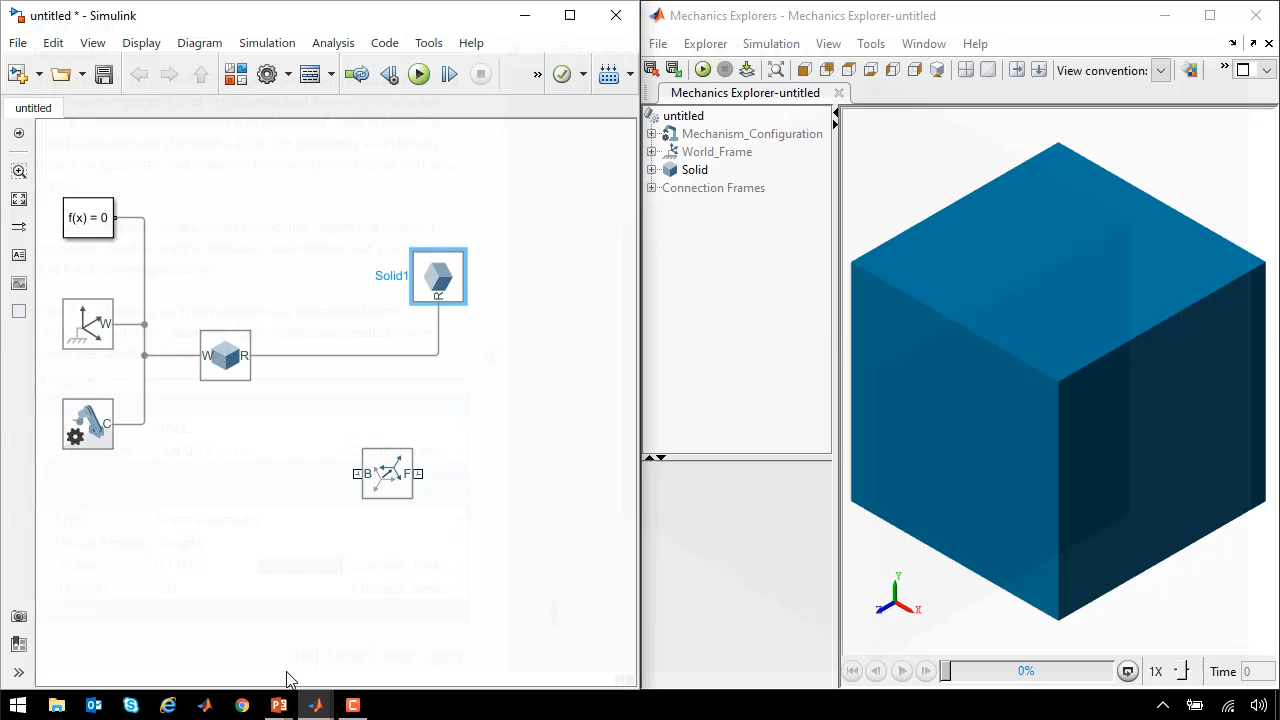 untitled * - Simulink
File Edit View Display Diagram Simulation Analysis Code Tools Help
»
untitled
f(x) = 0
W
C
W R
Solid1
R
B F
»
Mechanics Explorers - Mechanics Explorer-untitled
File Explorer Simulation View Tools Window Help
View convention:
»
Mechanics Explorer-untitled
untitled
Mechanism_Configuration
World_Frame
Solid
Connection Frames
Y
Z X
0% 1X Time 0